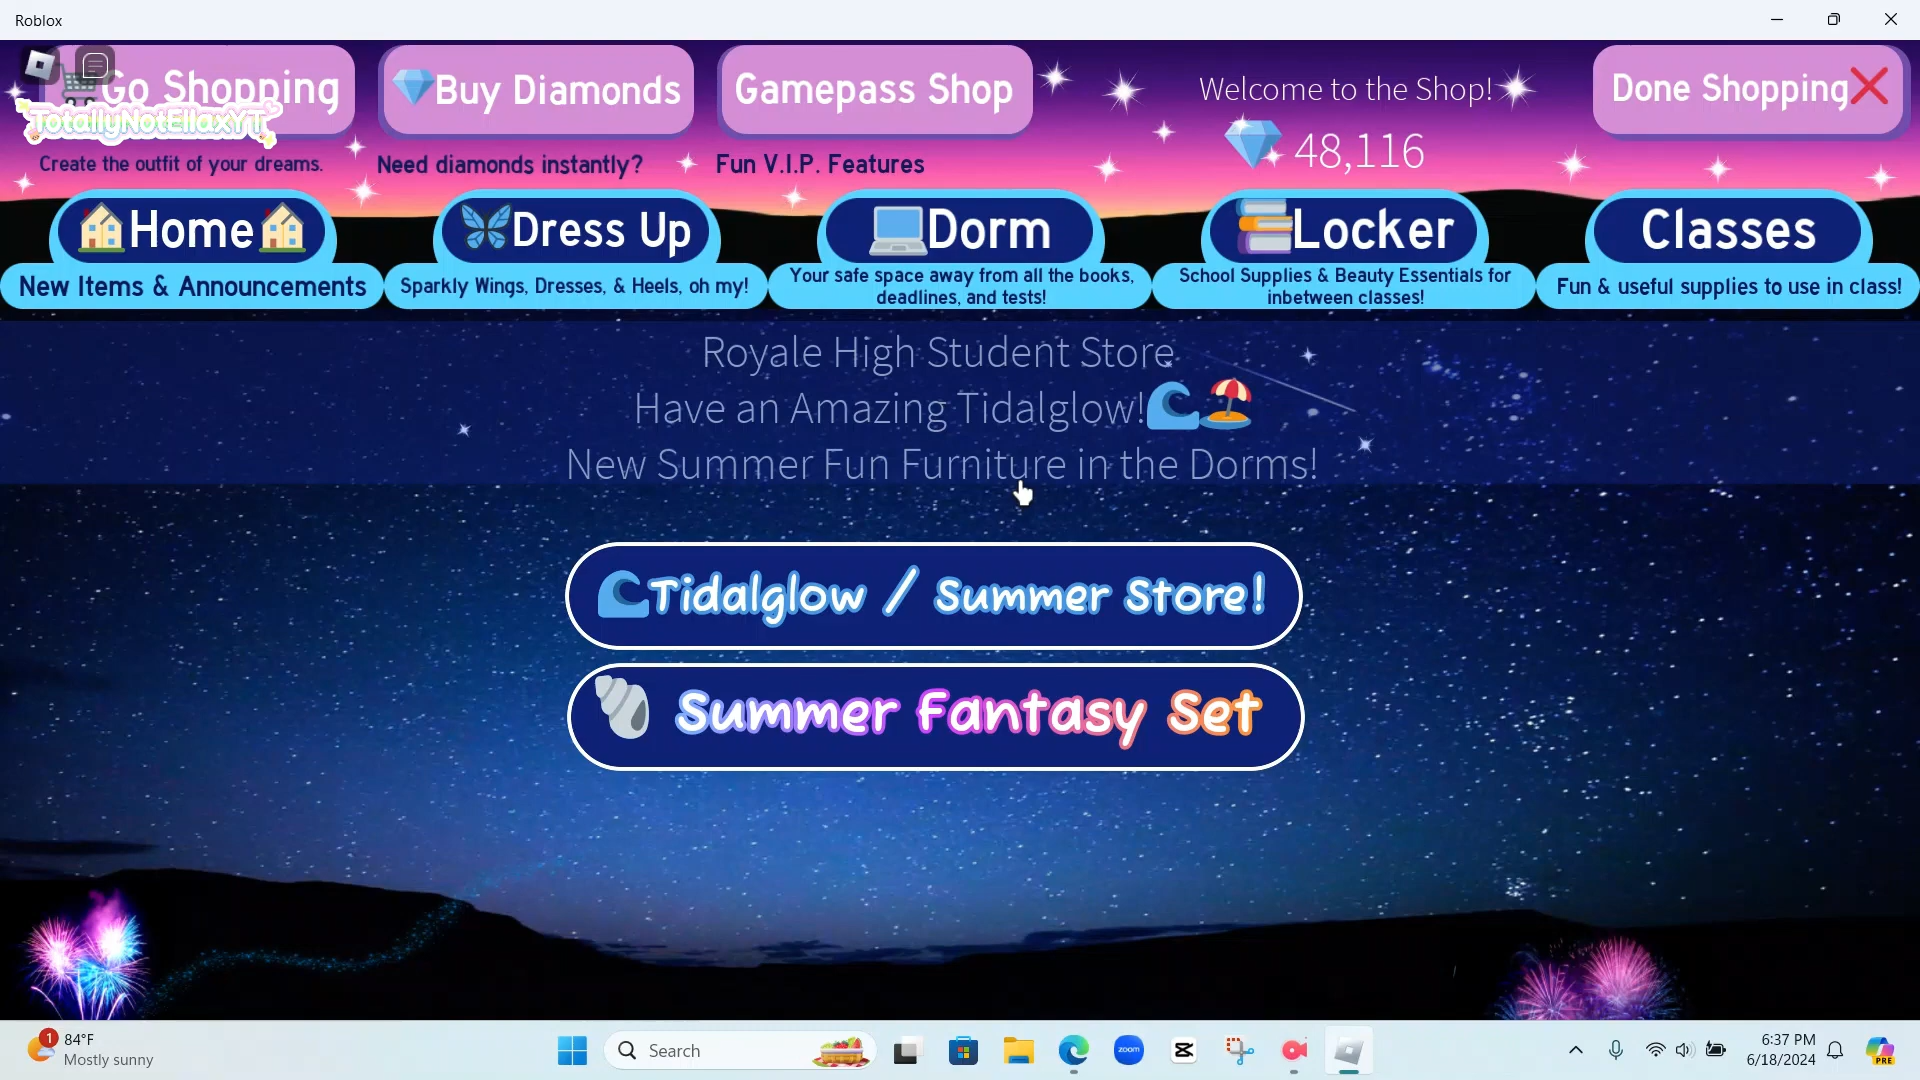 Roblox
Go Shopping
Buy Diamonds
Gamepass Shop
Welcome to the Shop!
Done Shopping
TotallyNotEllaxYT
48,116
Create the outfit of your dreams.
Need diamonds instantly?
Fun V.I.P. Features
Home
Dress Up
Dorm
Locker
Classes
New Items & Announcements
Sparkly Wings, Dresses, & Heels, oh my!
Your safe space away from all the books,
deadlines, and tests!
School Supplies & Beauty Essentials for
inbetween classes!
Fun & useful supplies to use in class!
Royale High Student Store
Have an Amazing Tidalglow!
New Summer Fun Furniture in the Dorms!
Tidalglow / Summer Store!
Summer Fantasy Set
1
84°F
Mostly sunny
Search
zoom
6:37 PM
6/18/2024
PRE